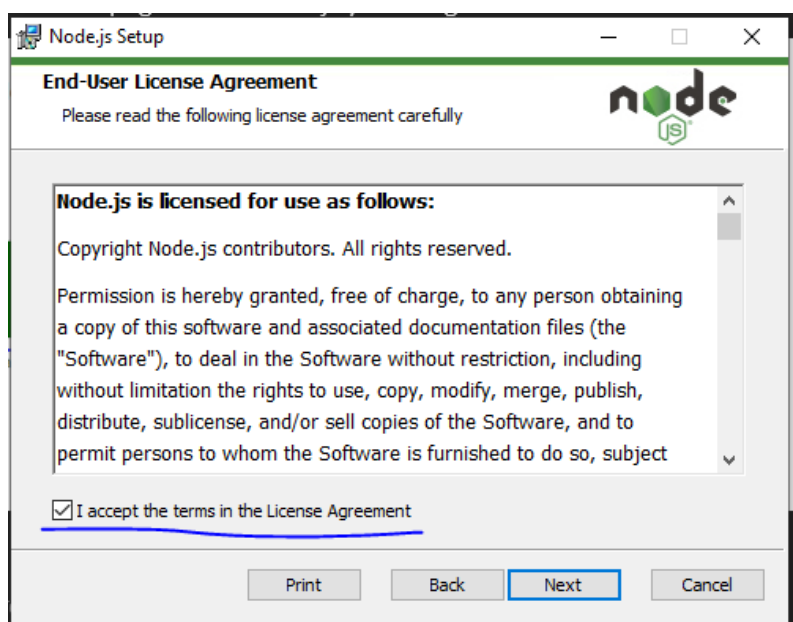 Node.js Setup
End-User License Agreement
Please read the following license agreement carefully
node
JS
Node.js is licensed for use as follows:
Copyright Node.js contributors. All rights reserved.
Permission is hereby granted, free of charge, to any person obtaining
a copy of this software and associated documentation files (the
"Software"), to deal in the Software without restriction, including
without limitation the rights to use, copy, modify, merge, publish,
distribute, sublicense, and/or sell copies of the Software, and to
permit persons to whom the Software is furnished to do so, subject
I accept the terms in the License Agreement
Print Back Next Cancel